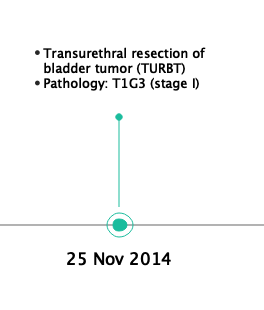 • Transurethral resection of
bladder tumor (TURBT)
• Pathology: T1G3 (stage I)
25 Nov 2014